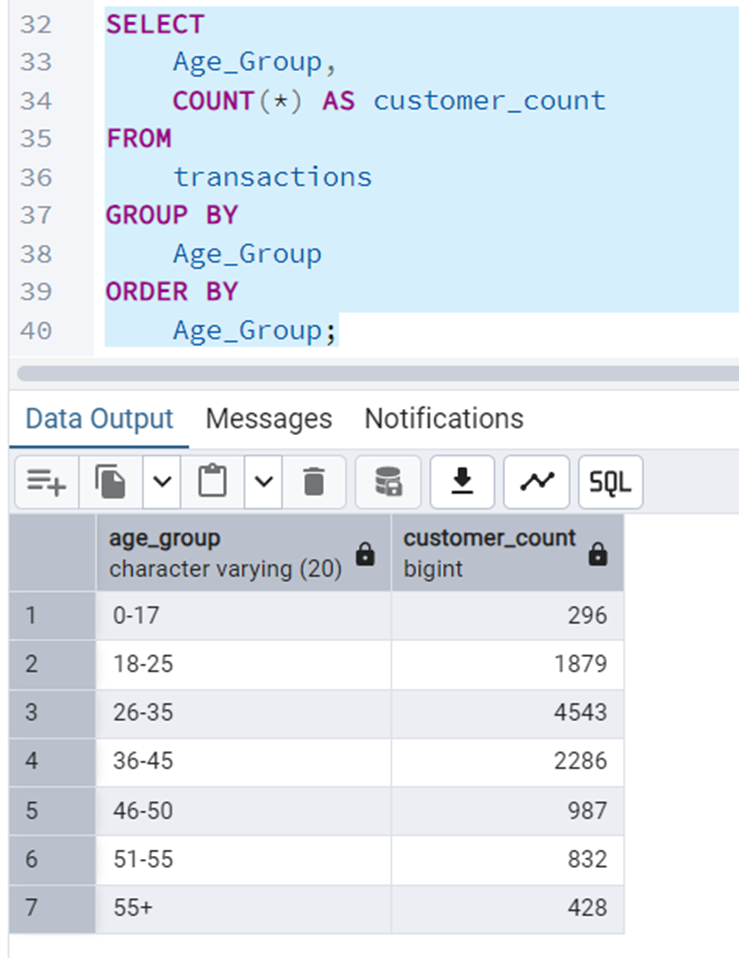 32 SELECT
33 Age_Group,
34 COUNT(*) AS customer_count
35 FROM
36 transactions
37 GROUP BY
38 Age_Group
39 ORDER BY
40 Age_Group;
Data Output Messages Notifications
SQL
age_group customer_count
character varying (20) bigint
1 0-17 296
2 18-25 1879
3 26-35 4543
4 36-45 2286
5 46-50 987
6 51-55 832
7 55+ 428